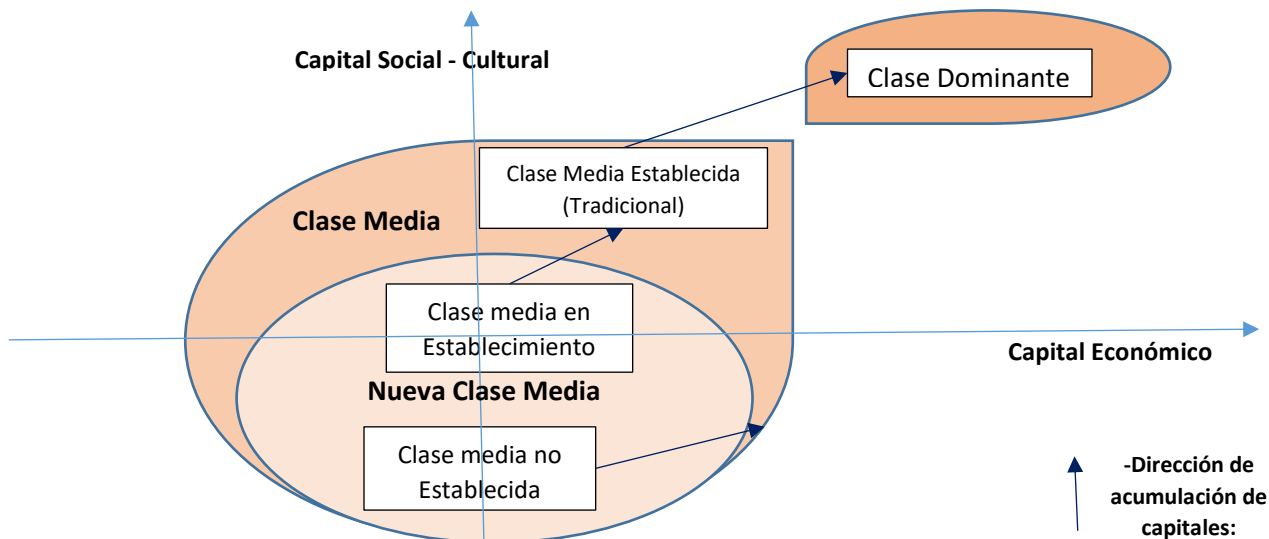 Capital Social - Cultural
Clase Dominante
Clase Media Establecida
(Tradicional)
Clase Media
Clase media en
Establecimiento
Capital Económico
Nueva Clase Media
Clase media no
Establecida
-Dirección de
acumulación de
capitales: